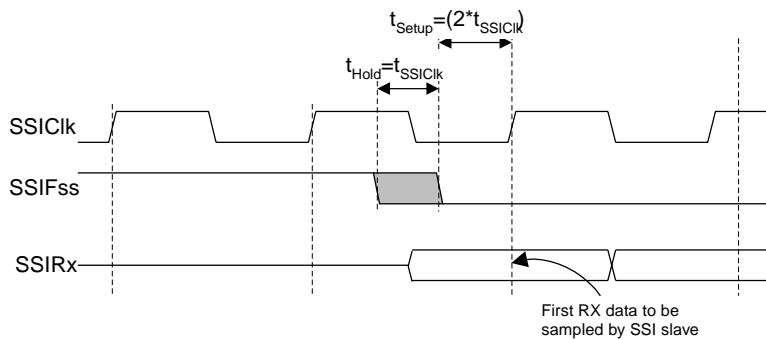 tSetup=(2*tSSIClk)
tHold=tSSIClk
SSIClk
SSIFss
SSIRx
First RX data to be
sampled by SSI slave